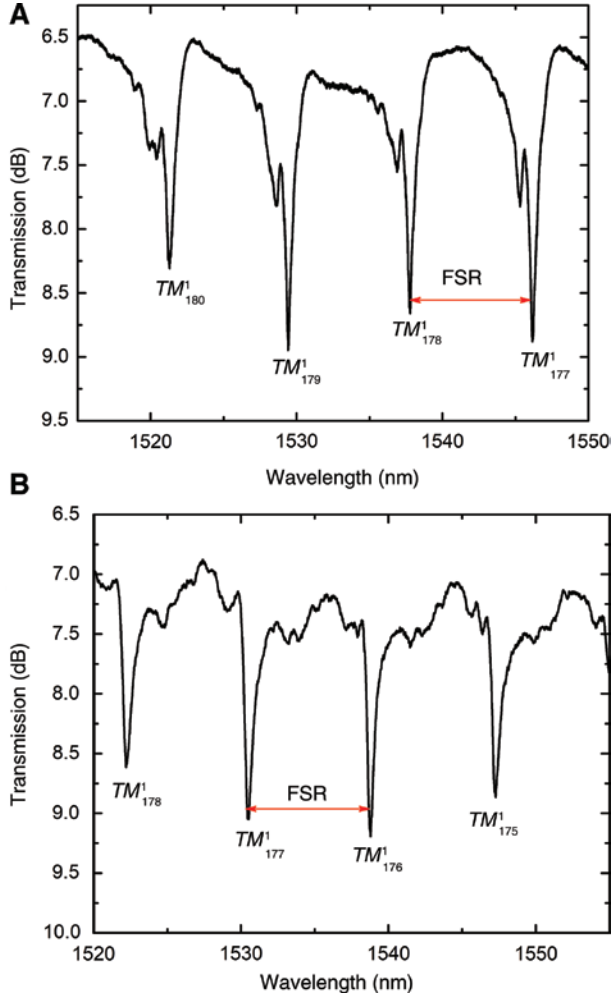 A
6.5
7.0
7.5
8.0
8.5
9.0
9.5
Transmission (dB)
TM¹₁₈₀
TM¹₁₇₉
TM¹₁₇₈
TM¹₁₇₇
FSR
1520 1530 1540 1550
Wavelength (nm)
B
6.5
7.0
7.5
8.0
8.5
9.0
9.5
10.0
Transmission (dB)
TM¹₁₇₈
TM¹₁₇₇
TM¹₁₇₆
TM¹₁₇₅
FSR
1520 1530 1540 1550
Wavelength (nm)